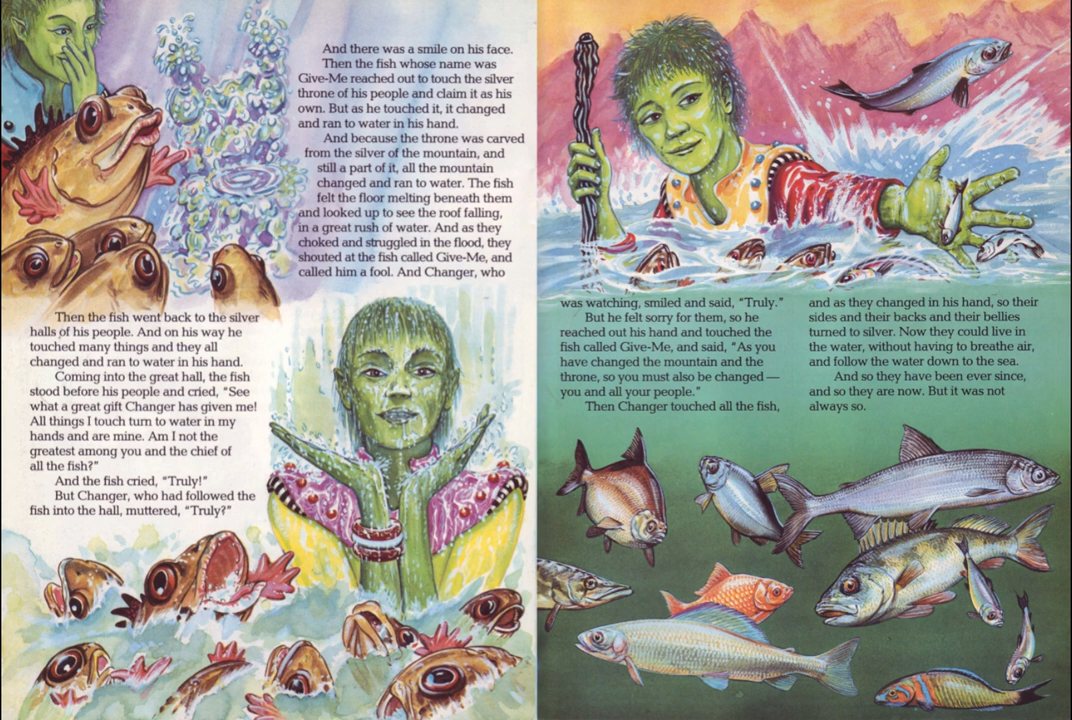 And there was a smile on his face.
Then the fish whose name was
Give-Me reached out to touch the silver
throne of his people and claim it as his
own. But as he touched it, it changed
and ran to water in his hand.
And because the throne was carved
from the silver of the mountain, and
still a part of it, all the mountain
changed and ran to water. The fish
felt the floor melting beneath them
and looked up to see the roof falling,
in a great rush of water. And as they
choked and struggled in the flood, they
shouted at the fish called Give-Me, and
called him a fool. And Changer, who
Then the fish went back to the silver
halls of his people. And on his way he
touched many things and they all
changed and ran to water in his hand.
Coming into the great hall, the fish
stood before his people and cried, “See
what a great gift Changer has given me!
All things I touch turn to water in my
hands and are mine. Am I not the
greatest among you and the chief of
all the fish?”
And the fish cried, “Truly!”
But Changer, who had followed the
fish into the hall, muttered, “Truly?”
was watching, smiled and said, “Truly.”
But he felt sorry for them, so he
reached out his hand and touched the
fish called Give-Me, and said, “As you
have changed the mountain and the
throne, so you must also be changed —
you and all your people.”
Then Changer touched all the fish,
and as they changed in his hand, so their
sides and their backs and their bellies
turned to silver. Now they could live in
the water, without having to breathe air,
and follow the water down to the sea.
And so they have been ever since,
and so they are now. But it was not
always so.